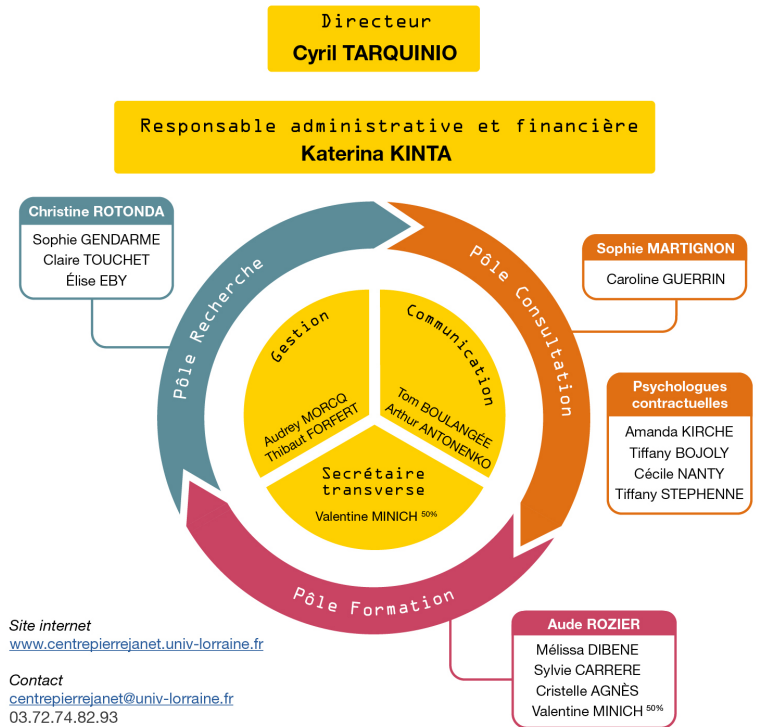 Directeur
Cyril TARQUINIO
Responsable administrative et financière
Katerina KINTA
Christine ROTONDA
Sophie GENDARME
Claire TOUCHET
Élise EBY
Pôle Recherche
Pôle Consultation
Sophie MARTIGNON
Caroline GUERRIN
Psychologues
contractuelles
Amanda KIRCHE
Tiffany BOJOLY
Cécile NANTY
Tiffany STEPHENNE
Gestion
Audrey MORCQ
Thibaut FORFERT
Communication
Tom BOULANGÉE
Arthur ANTONENKO
Secrétaire
transverse
Valentine MINICH 50%
Pôle Formation
Aude ROZIER
Mélissa DIBENE
Sylvie CARRERE
Cristelle AGNÈS
Valentine MINICH 50%
Site internet
www.centrepierrejanet.univ-lorraine.fr
Contact
centrepierrejanet@univ-lorraine.fr
03.72.74.82.93